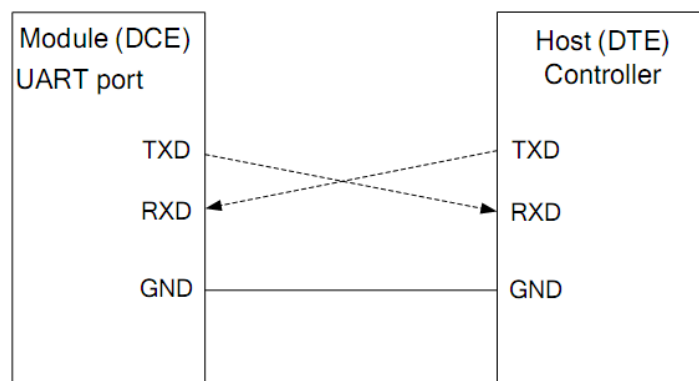 Module (DCE)
UART port
TXD
RXD
GND
Host (DTE)
Controller
TXD
RXD
GND